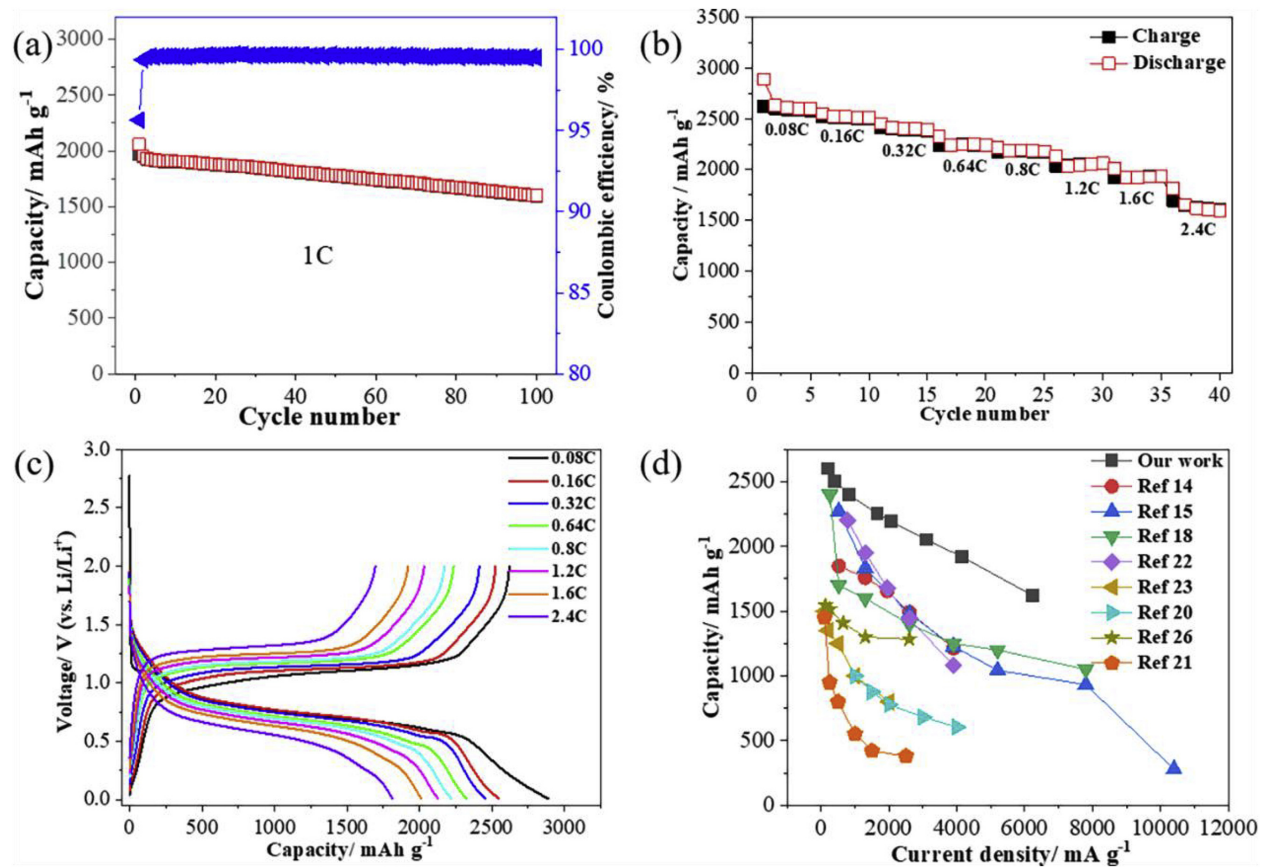 (a)
3000
2500
2000
1500
1000
500
0
Capacity/ mAh g-1
100
95
90
85
80
Coulombic efficiency/ %
1C
0 20 40 60 80 100
Cycle number
(b)
3500
3000
2500
2000
1500
1000
500
0
Capacity / mAh g-1
Charge
Discharge
0.08C
0.16C
0.32C
0.64C
0.8C
1.2C
1.6C
2.4C
0 5 10 15 20 25 30 35 40
Cycle number
(c)
3.0
2.5
2.0
1.5
1.0
0.5
0.0
Voltage/ V (vs. Li/Li+)
0.08C
0.16C
0.32C
0.64C
0.8C
1.2C
1.6C
2.4C
0 500 1000 1500 2000 2500 3000
Capacity/ mAh g-1
(d)
2500
2000
1500
1000
500
0
Capacity/ mAh g-1
Our work
Ref 14
Ref 15
Ref 18
Ref 22
Ref 23
Ref 20
Ref 26
Ref 21
0 2000 4000 6000 8000 10000 12000
Current density/ mA g-1